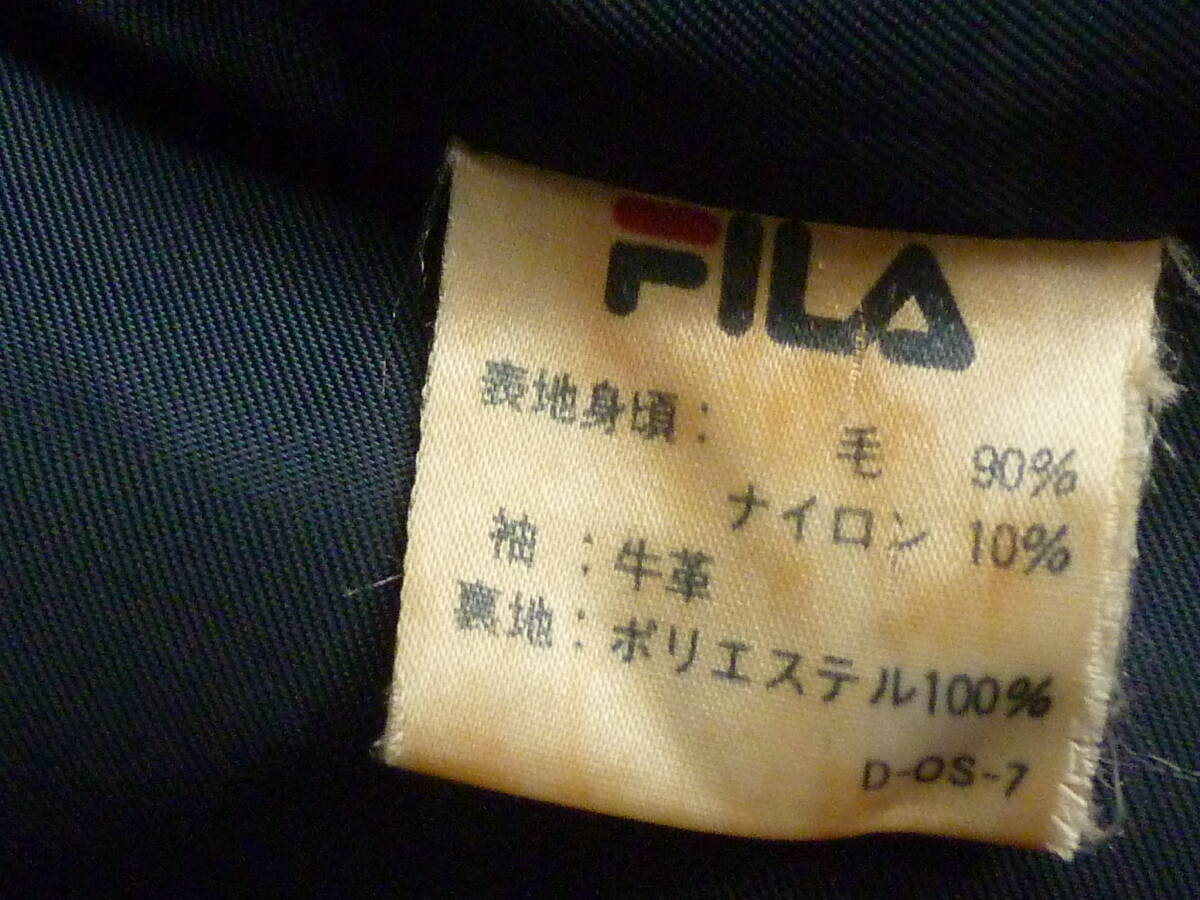 FILA
表地身頃: 毛 90%
ナイロン 10%
袖 : 牛革
裏地: ポリエステル100%
D-OS-7